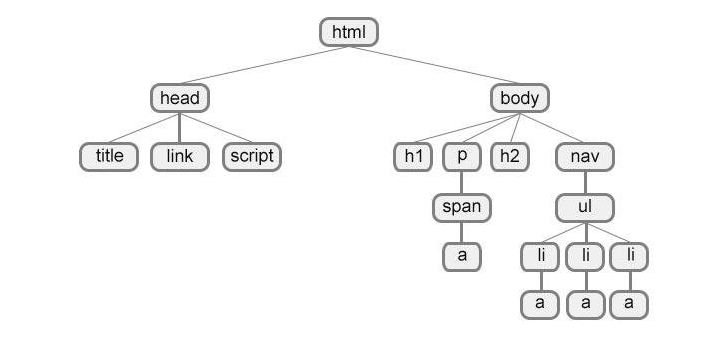 html
head body
title link script h1 p h2 nav
span ul
a li li li
a a a